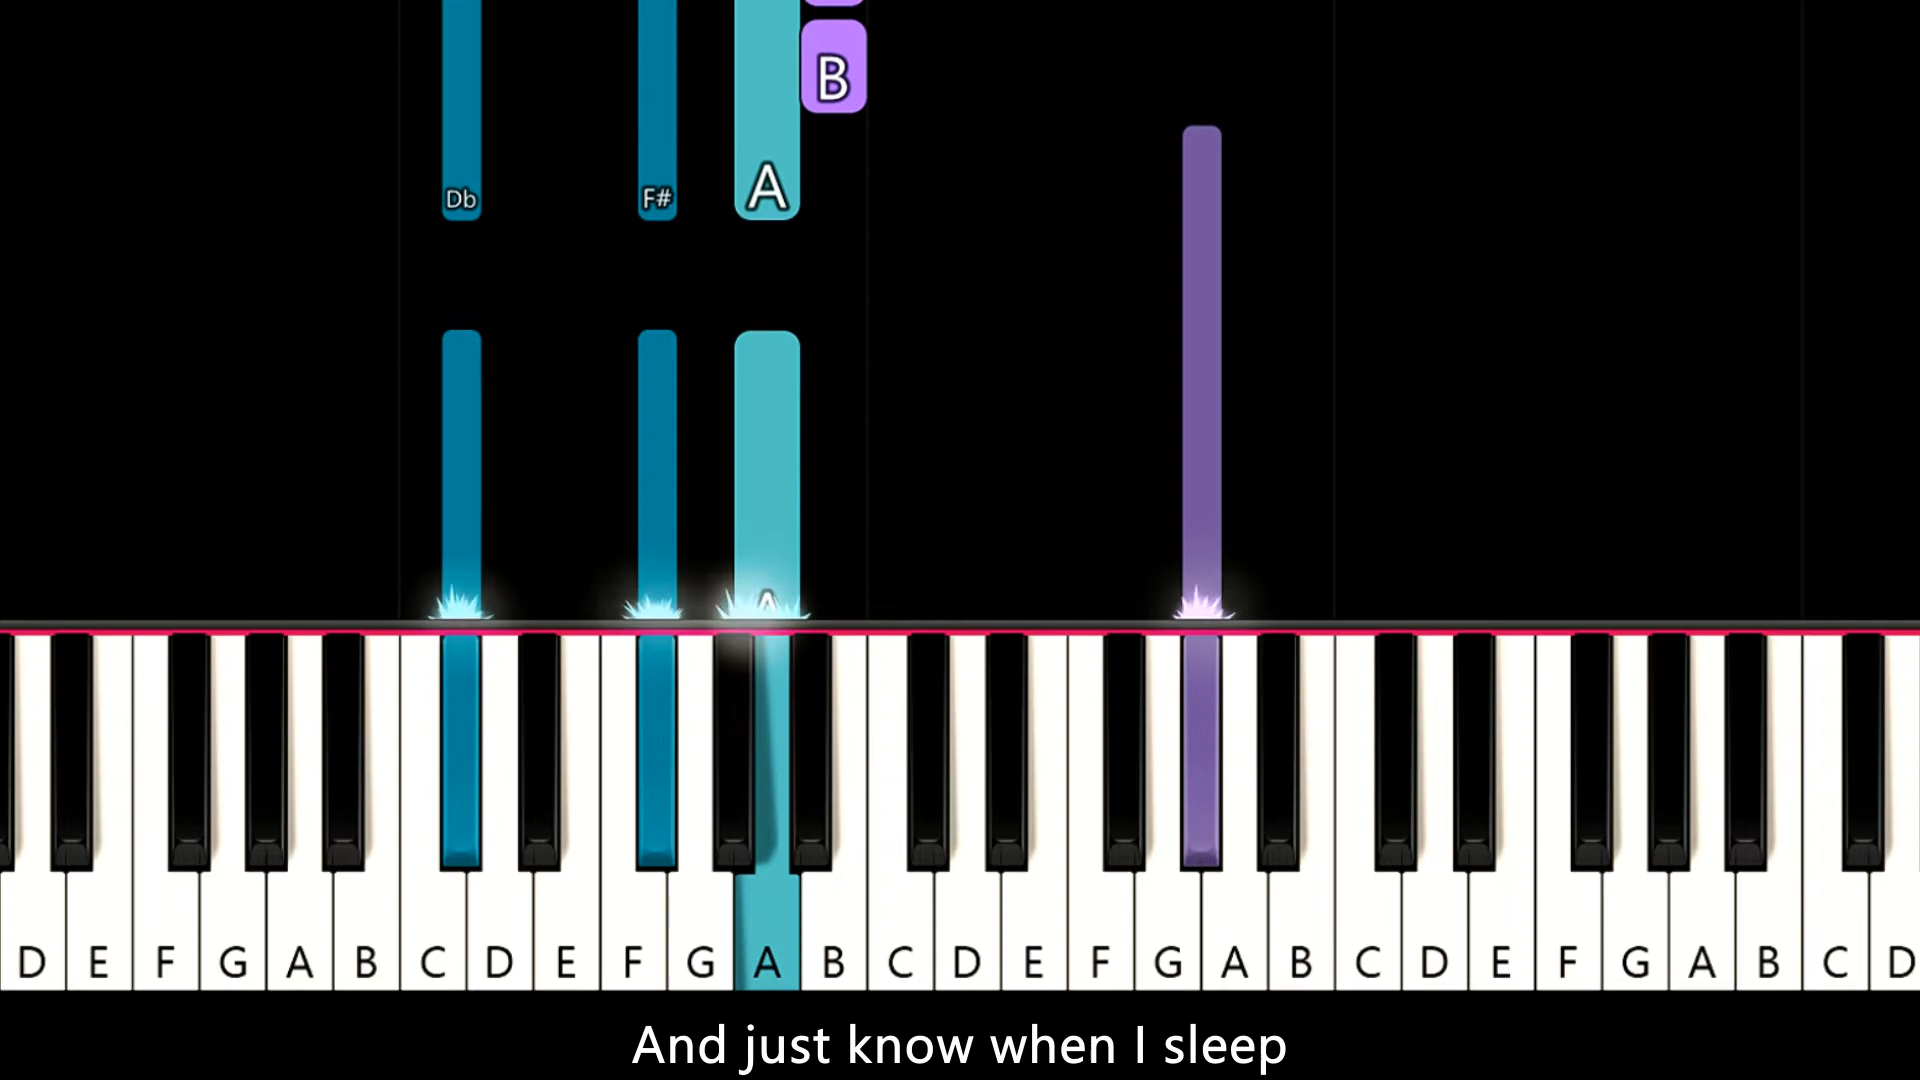 B
Db F# A
A
D E F G A B C D E F G A B C D E F G A B C D E F G A B C D
And just know when I sleep